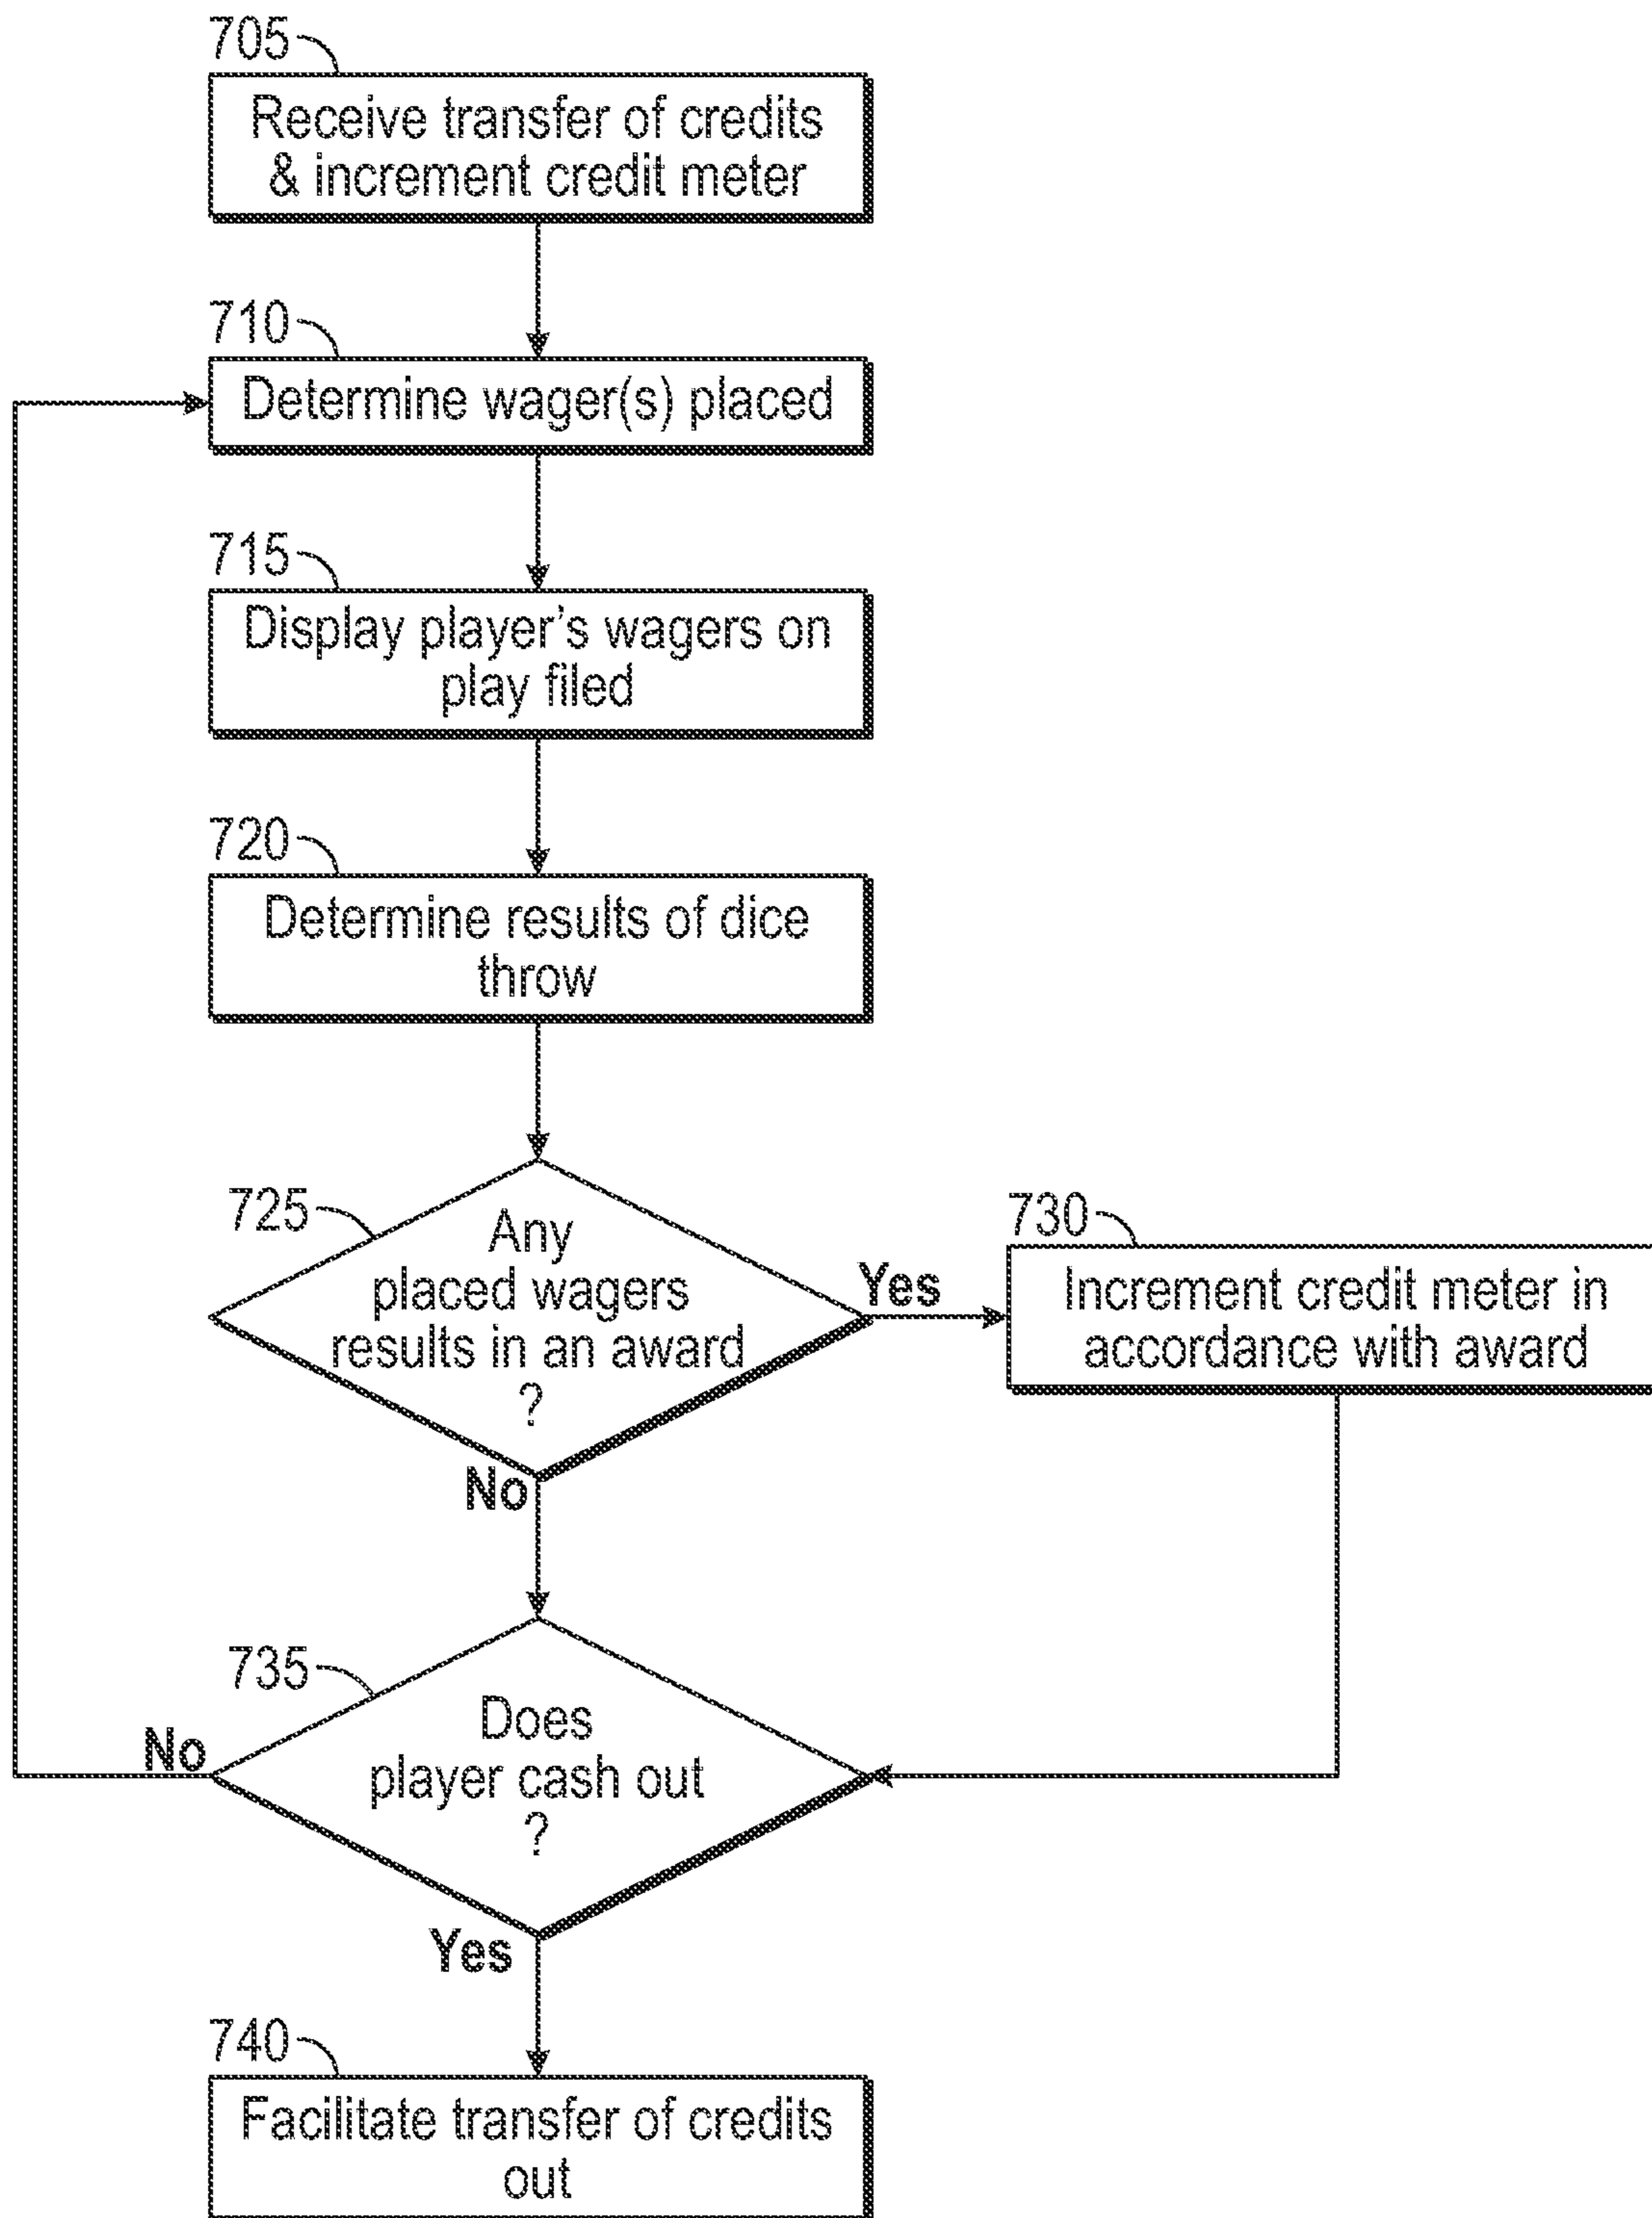 705
Receive transfer of credits
& increment credit meter
710
Determine wager(s) placed
715
Display player's wagers on
play filed
720
Determine results of dice
throw
725
Any
placed wagers
results in an award
?
Yes
730
Increment credit meter in
accordance with award
No
735
Does
player cash out
?
No
Yes
740
Facilitate transfer of credits
out